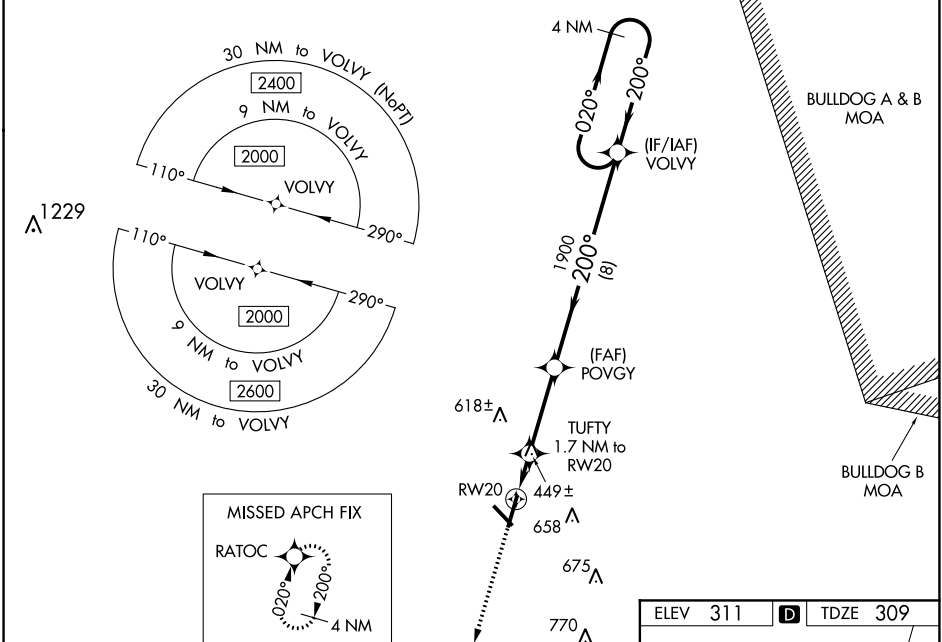 30 NM to VOLVY (NoPT)
2400
9 NM to VOLVY
2000
110°
VOLVY
290°
1229
110°
VOLVY
290°
2000
9 NM to VOLVY
2600
30 NM to VOLVY
4 NM
020°
200°
(IF/IAF)
VOLVY
1900
200°
(8)
(FAF)
POVGY
618±
TUFTY
1.7 NM to
RW20
RW20
449±
658
675
770
BULLDOG A & B
MOA
BULLDOG B
MOA
MISSED APCH FIX
RATOC
020°
200°
4 NM
ELEV 311 D TDZE 309